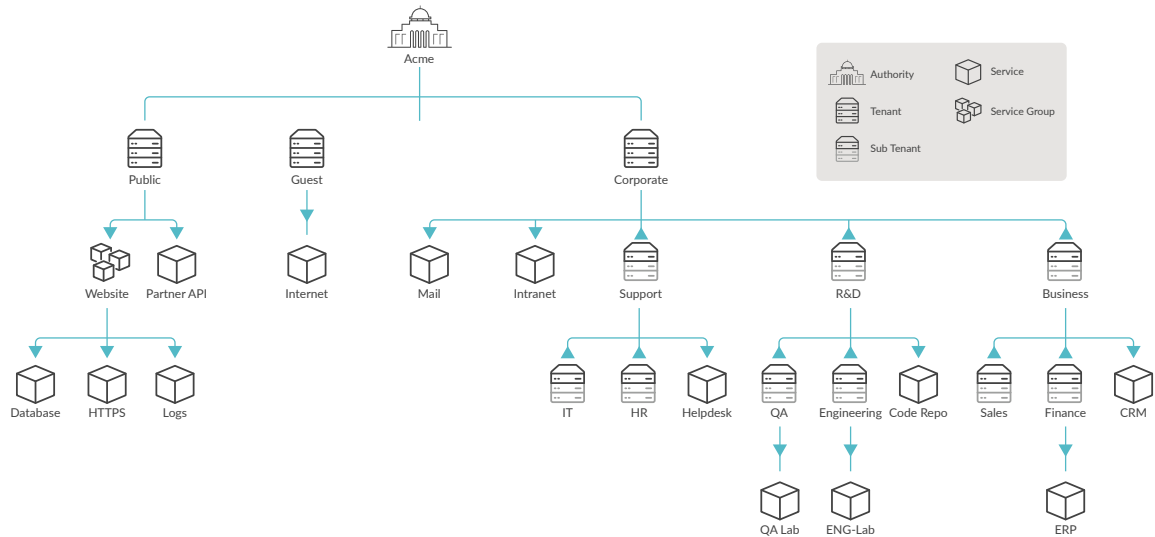 Acme
Authority
Service
Tenant
Service Group
Sub Tenant
Public
Guest
Corporate
Website
Partner API
Internet
Mail
Intranet
Support
R&D
Business
Database
HTTPS
Logs
IT
HR
Helpdesk
QA
Engineering
Code Repo
Sales
Finance
CRM
QA Lab
ENG-Lab
ERP